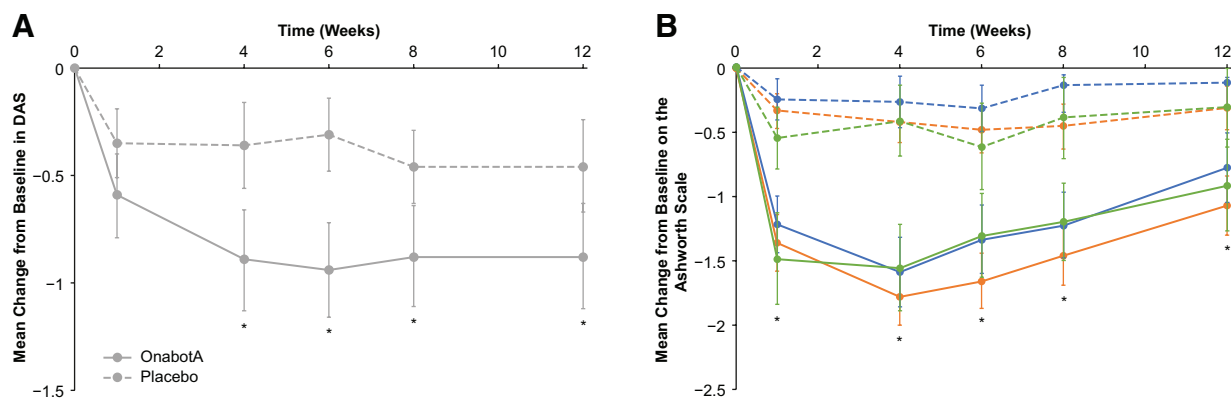 A
Time (Weeks)
0 2 4 6 8 10 12
Mean Change from Baseline in DAS
0
−0.5
−1
−1.5
* * * *
OnabotA
Placebo
B
Time (Weeks)
0 2 4 6 8 10 12
Mean Change from Baseline on the
Ashworth Scale
0
−0.5
−1
−1.5
−2
−2.5
* * * * *